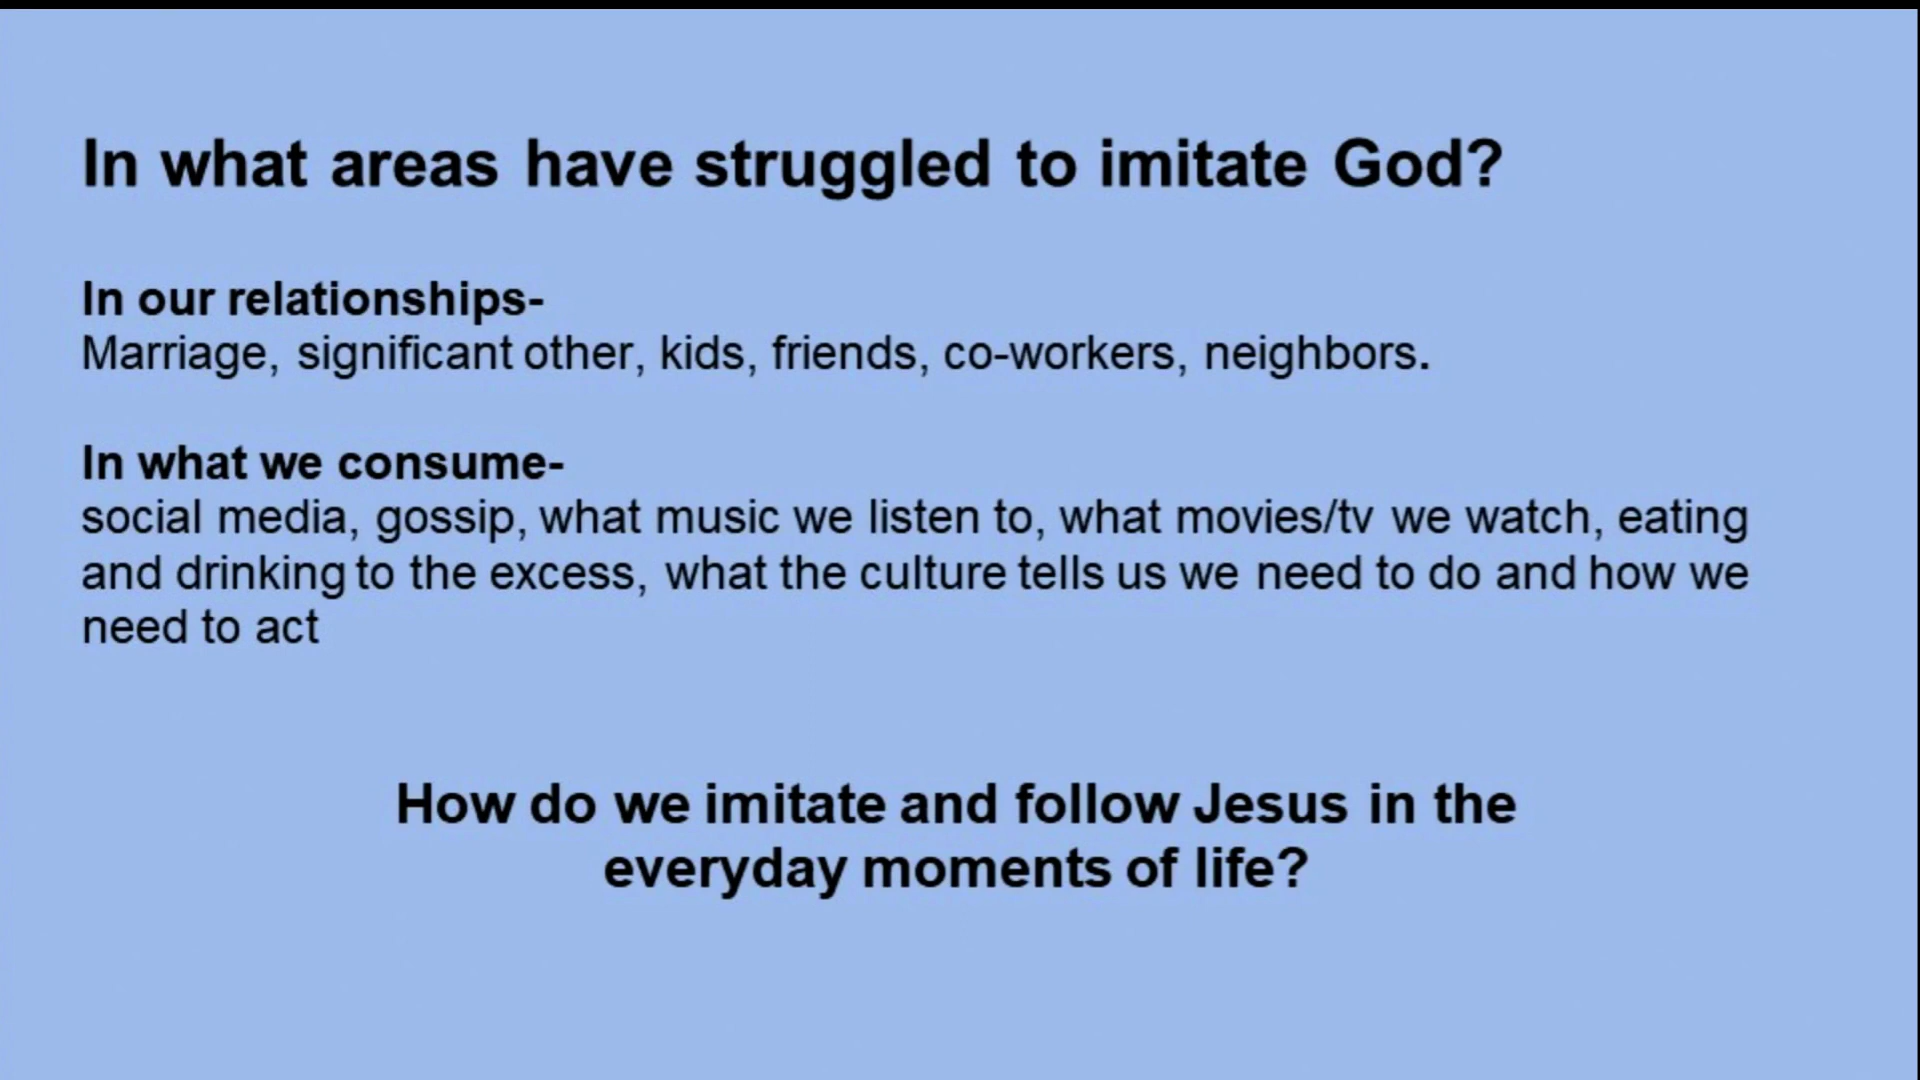 In what areas have struggled to imitate God?
In our relationships-
Marriage, significant other, kids, friends, co-workers, neighbors.
In what we consume-
social media, gossip, what music we listen to, what movies/tv we watch, eating
and drinking to the excess, what the culture tells us we need to do and how we
need to act
How do we imitate and follow Jesus in the
everyday moments of life?